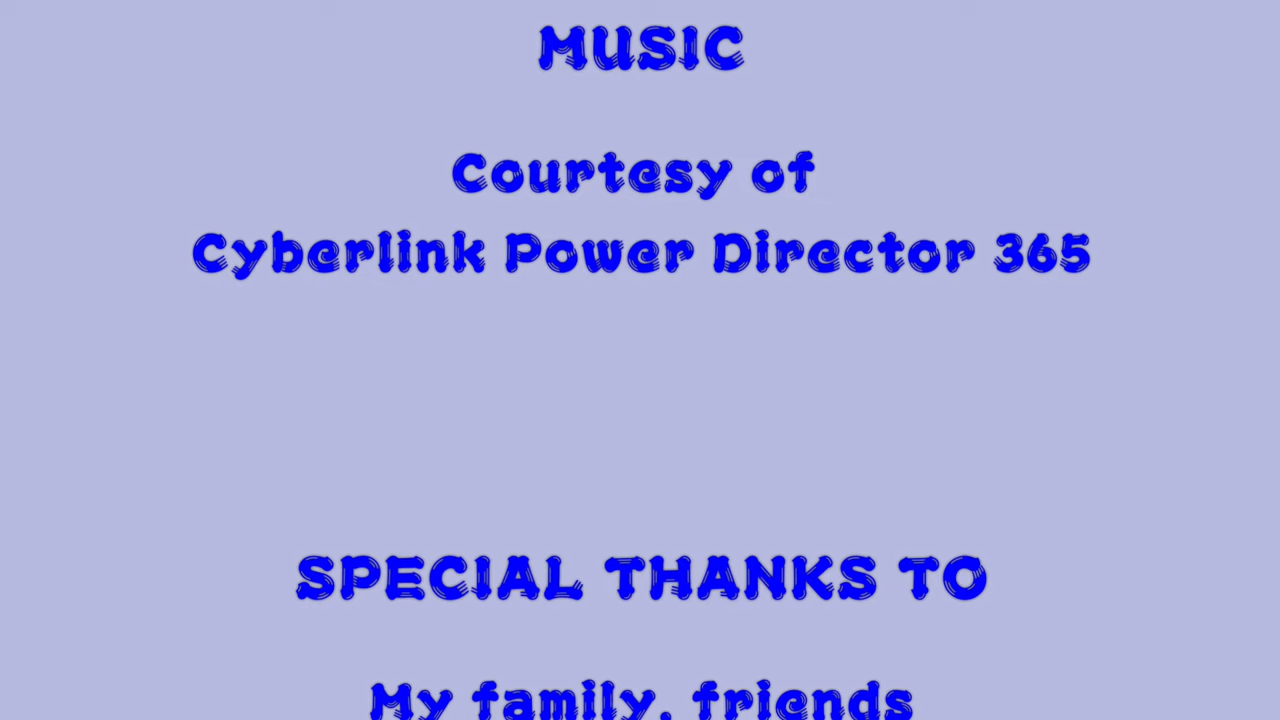 MUSIC
Courtesy of
Cyberlink Power Director 365
SPECIAL THANKS TO
My family, friends